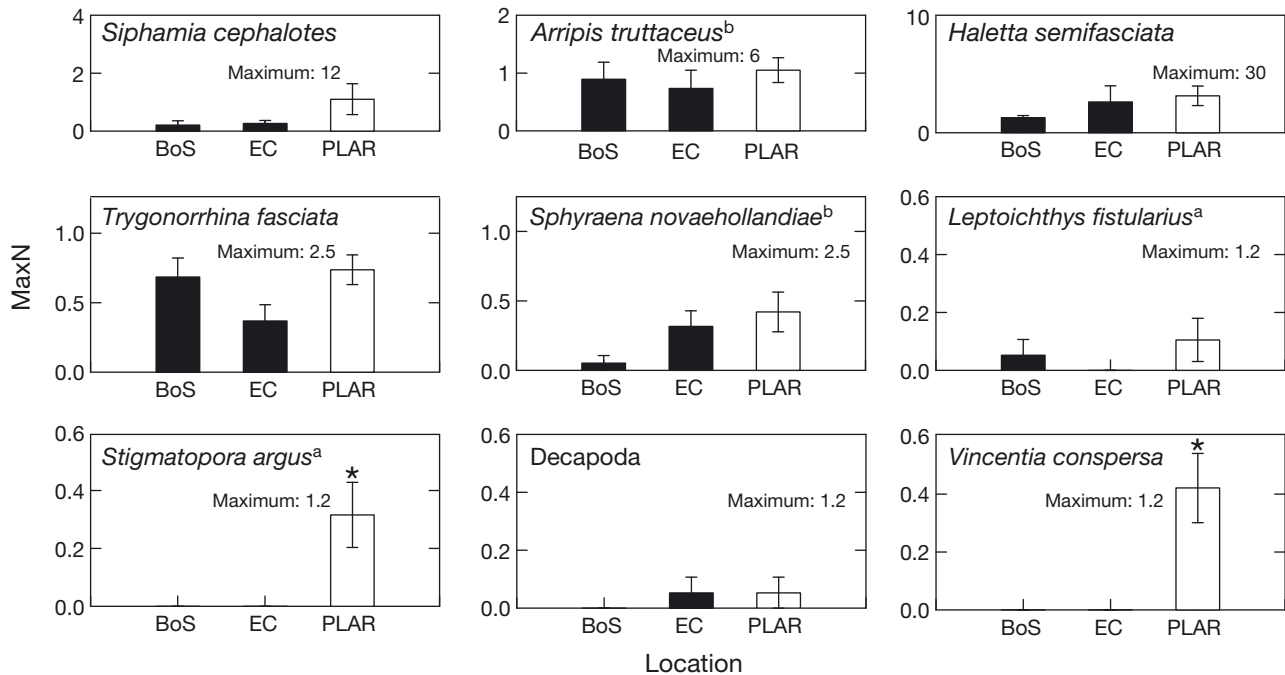 Siphamia cephalotes
Maximum: 12
4
2
0
BoS EC PLAR
Arripis truttaceusᵇ
Maximum: 6
2
1
0
BoS EC PLAR
Haletta semifasciata
Maximum: 30
10
5
0
BoS EC PLAR
MaxN
Trygonorrhina fasciata
Maximum: 2.5
1.0
0.5
0.0
BoS EC PLAR
Sphyraena novaehollandiaeᵇ
Maximum: 2.5
1.0
0.5
0.0
BoS EC PLAR
Leptoichthys fistulariusᵃ
Maximum: 1.2
0.6
0.4
0.2
0.0
BoS EC PLAR
Stigmatopora argusᵃ
*
Maximum: 1.2
0.6
0.4
0.2
0.0
BoS EC PLAR
Decapoda
Maximum: 1.2
0.6
0.4
0.2
0.0
BoS EC PLAR
Vincentia conspersa
*
Maximum: 1.2
0.6
0.4
0.2
0.0
BoS EC PLAR
Location